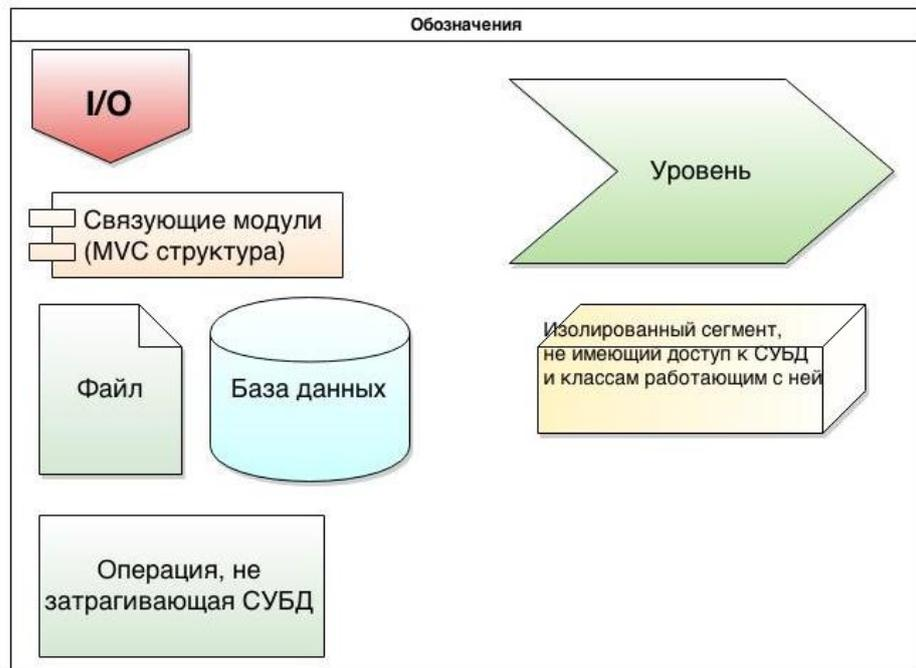 Обозначения
I/O
Уровень
Связующие модули
(MVC структура)
Файл
База данных
Изолированный сегмент,
не имеющий доступ к СУБД
и классам работающим с ней
Операция, не
затрагивающая СУБД